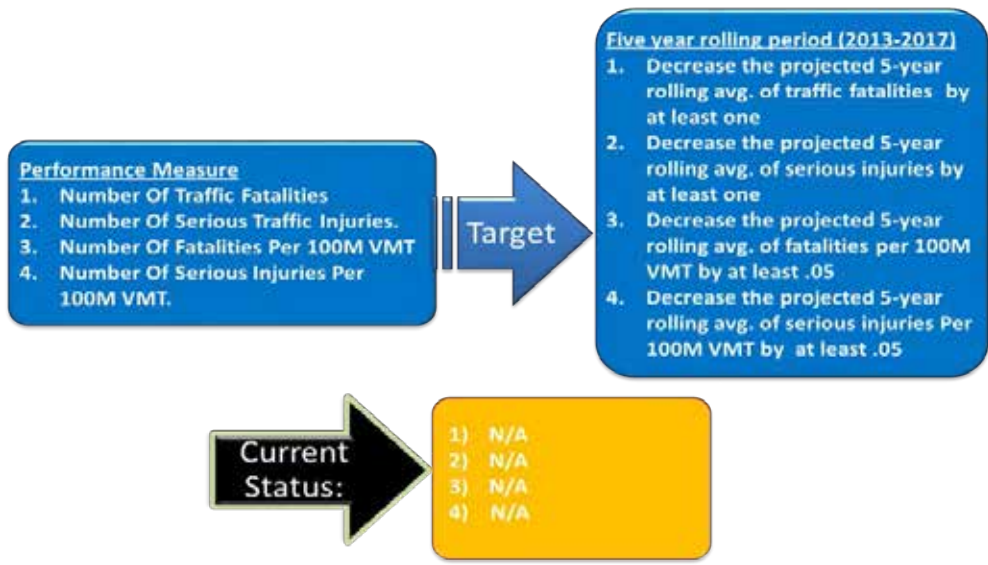 Performance Measure
1. Number Of Traffic Fatalities
2. Number Of Serious Traffic Injuries.
3. Number Of Fatalities Per 100M VMT
4. Number Of Serious Injuries Per
100M VMT.
Target
Five year rolling period (2013-2017)
1. Decrease the projected 5-year
rolling avg. of traffic fatalities by
at least one
2. Decrease the projected 5-year
rolling avg. of serious injuries by
at least one
3. Decrease the projected 5-year
rolling avg. of fatalities per 100M
VMT by at least .05
4. Decrease the projected 5-year
rolling avg. of serious injuries Per
100M VMT by at least .05
Current
Status:
1) N/A
2) N/A
3) N/A
4) N/A